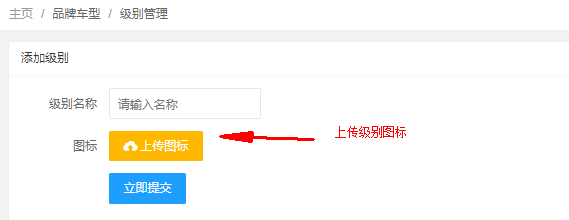 主页 / 品牌车型 / 级别管理
添加级别
级别名称 请输入名称
图标 上传图标 上传级别图标
立即提交